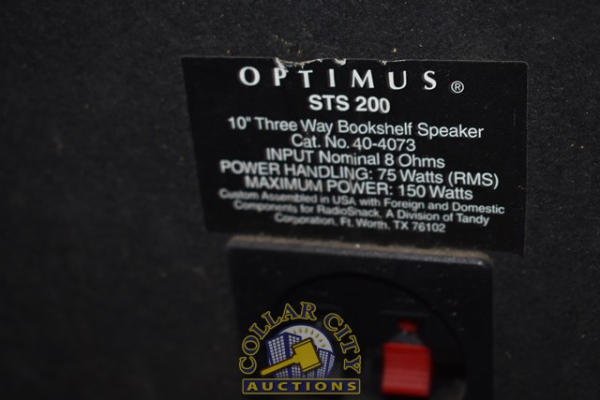 OPTIMUS®
STS 200
10" Three Way Bookshelf Speaker
Cat. No. 40-4073
INPUT Nominal 8 Ohms
POWER HANDLING: 75 Watts (RMS)
MAXIMUM POWER: 150 Watts
Custom Assembled in USA with Foreign and Domestic
Components for RadioShack, A Division of Tandy
Corporation, Ft. Worth, TX 76102
COLLAR CITY
AUCTIONS